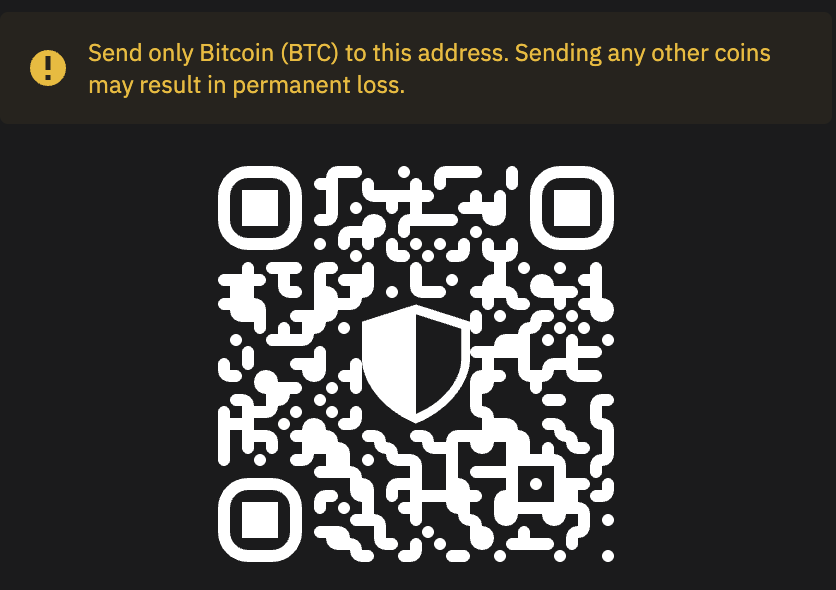 Send only Bitcoin (BTC) to this address. Sending any other coins
may result in permanent loss.